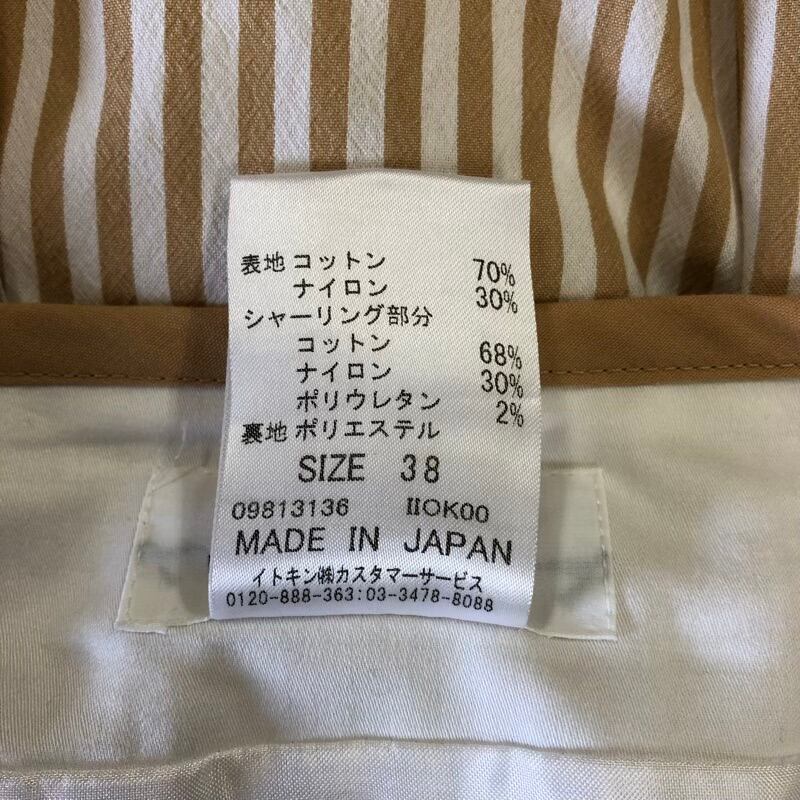 表地 コットン 70%
ナイロン 30%
シャーリング部分
コットン 68%
ナイロン 30%
ポリウレタン 2%
裏地 ポリエステル
SIZE 38
09813136 IIOK00
MADE IN JAPAN
イトキン㈱カスタマーサービス
0120-888-363:03-3478-8088